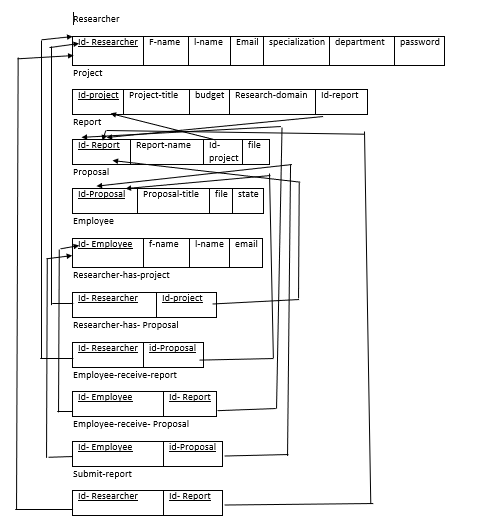 Researcher
Id- Researcher F-name l-name Email specialization department password
Project
Id-project Project-title budget Research-domain Id-report
Report
Id- Report Report-name Id- file
project
Proposal
Id-Proposal Proposal-title file state
Employee
Id- Employee f-name l-name email
Researcher-has-project
Id- Researcher Id-project
Researcher-has- Proposal
Id- Researcher id-Proposal
Employee-receive-report
Id- Employee Id- Report
Employee-receive- Proposal
Id- Employee id-Proposal
Submit-report
Id- Researcher Id- Report